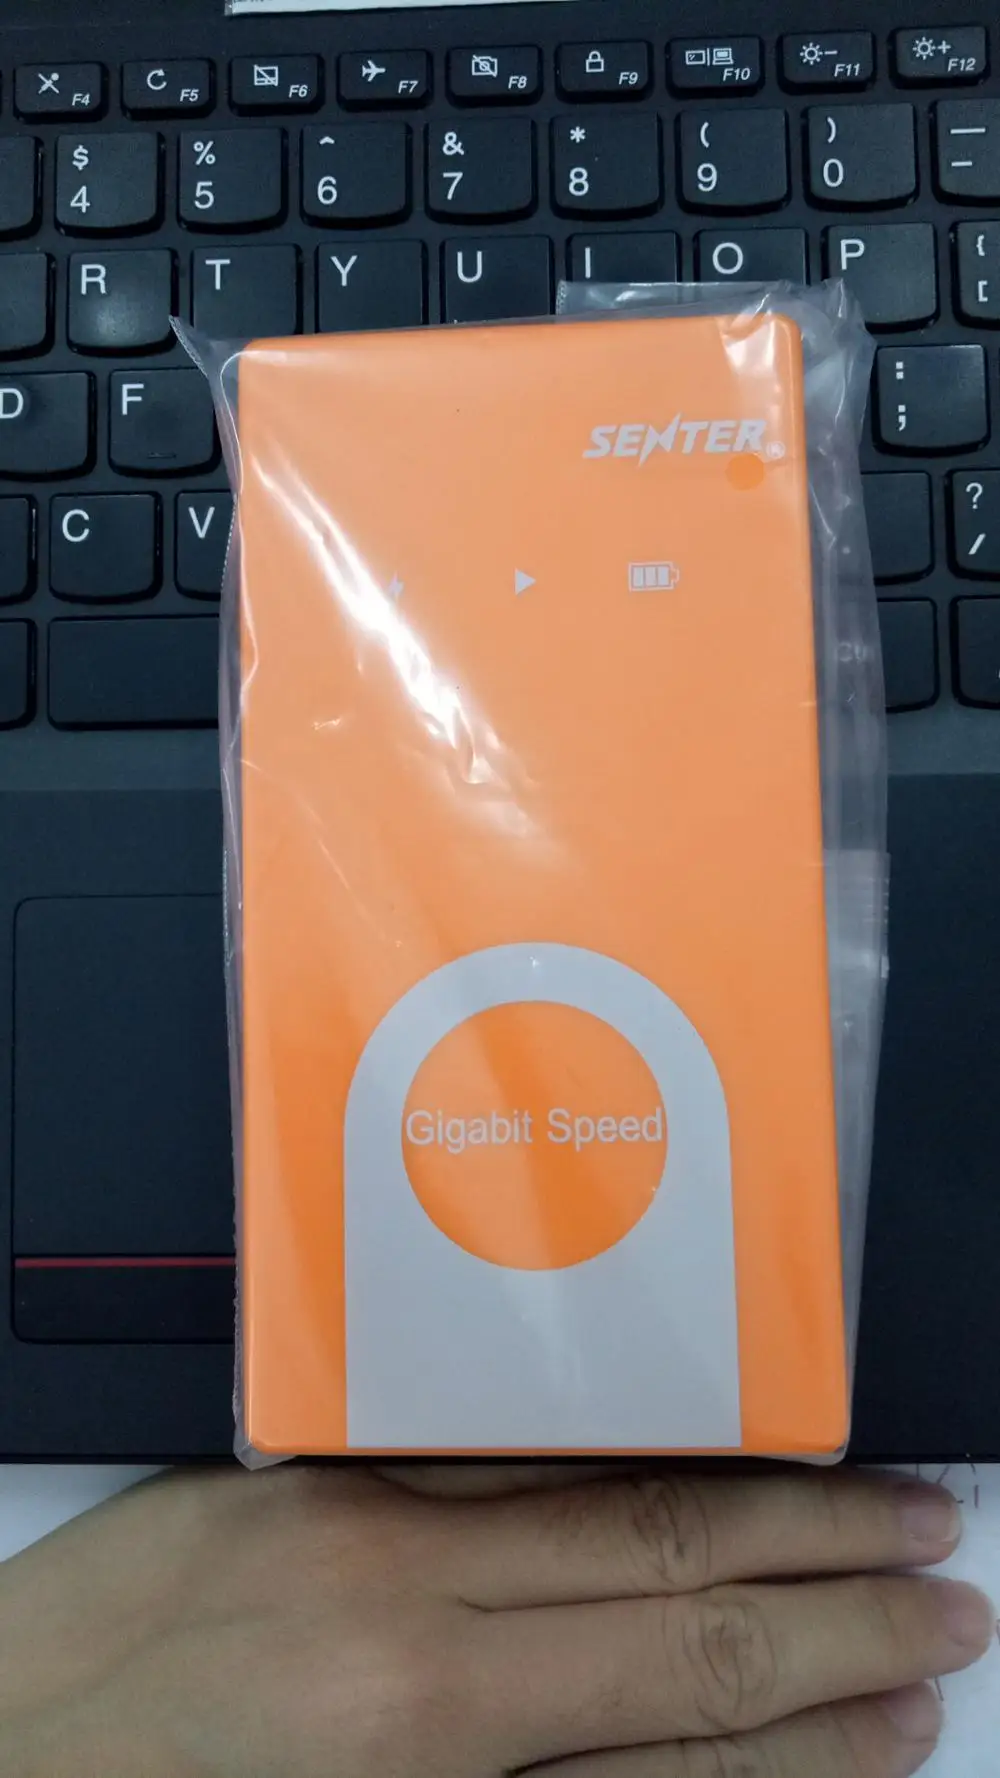 F4 F5 F6 F7 F8 F9 F10 F11 F12
$ % ^ & * ( ) —
4 5 6 7 8 9 0 -
R T Y U I O P { [
D F : ;
C V ? /
SENTER®
Gigabit Speed